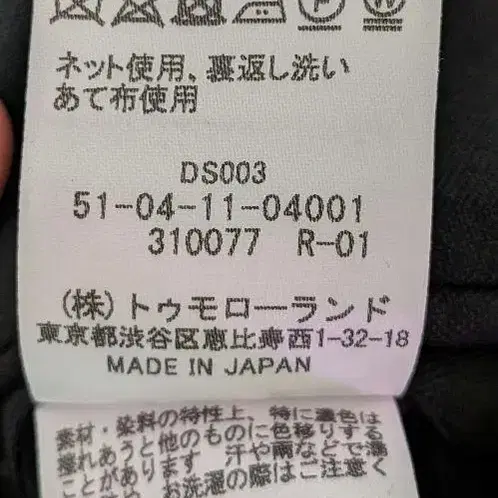 P
W
ネット使用、裏返し洗い
あて布使用
DS003
51-04-11-04001
310077 R-01
(株)トゥモローランド
東京都渋谷区恵比寿西1-32-18
MADE IN JAPAN
素材・染料の特性上、特に濃色は
擦れあうと他のものに色移りする
ことがあります 汗や雨などで濡
お洗濯の際はご注意く